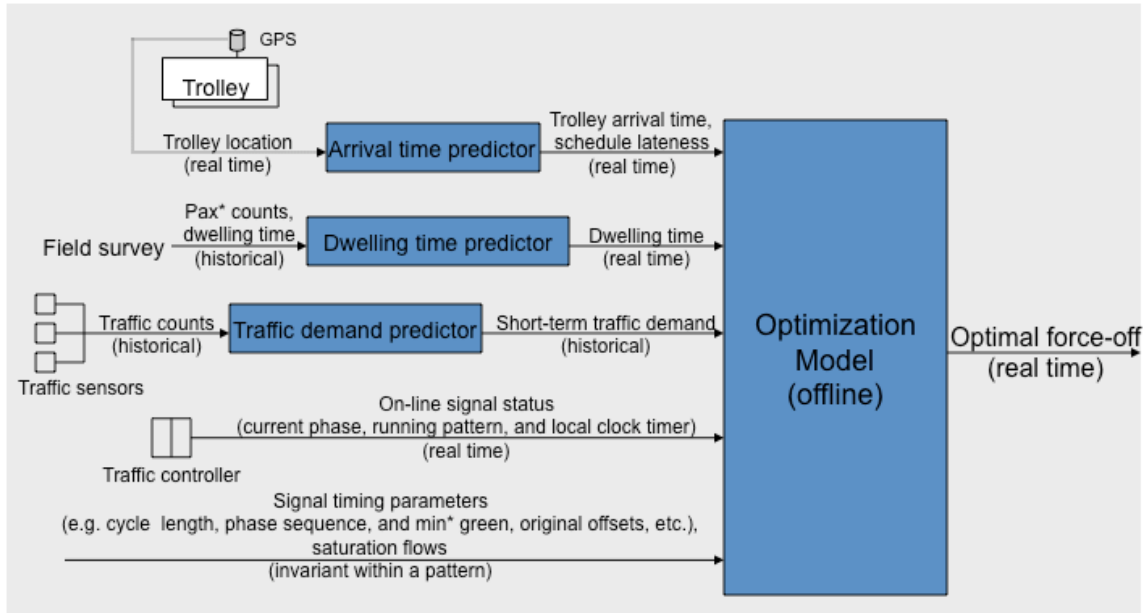 GPS
Trolley
Trolley location
(real time)
Arrival time predictor
Trolley arrival time,
schedule lateness
(real time)
Field survey
Pax* counts,
dwelling time
(historical)
Dwelling time predictor
Dwelling time
(real time)
Traffic sensors
Traffic counts
(historical)
Traffic demand predictor
Short-term traffic demand
(historical)
Traffic controller
On-line signal status
(current phase, running pattern, and local clock timer)
(real time)
Signal timing parameters
(e.g. cycle length, phase sequence, and min* green, original offsets, etc.),
saturation flows
(invariant within a pattern)
Optimization
Model
(offline)
Optimal force-off
(real time)